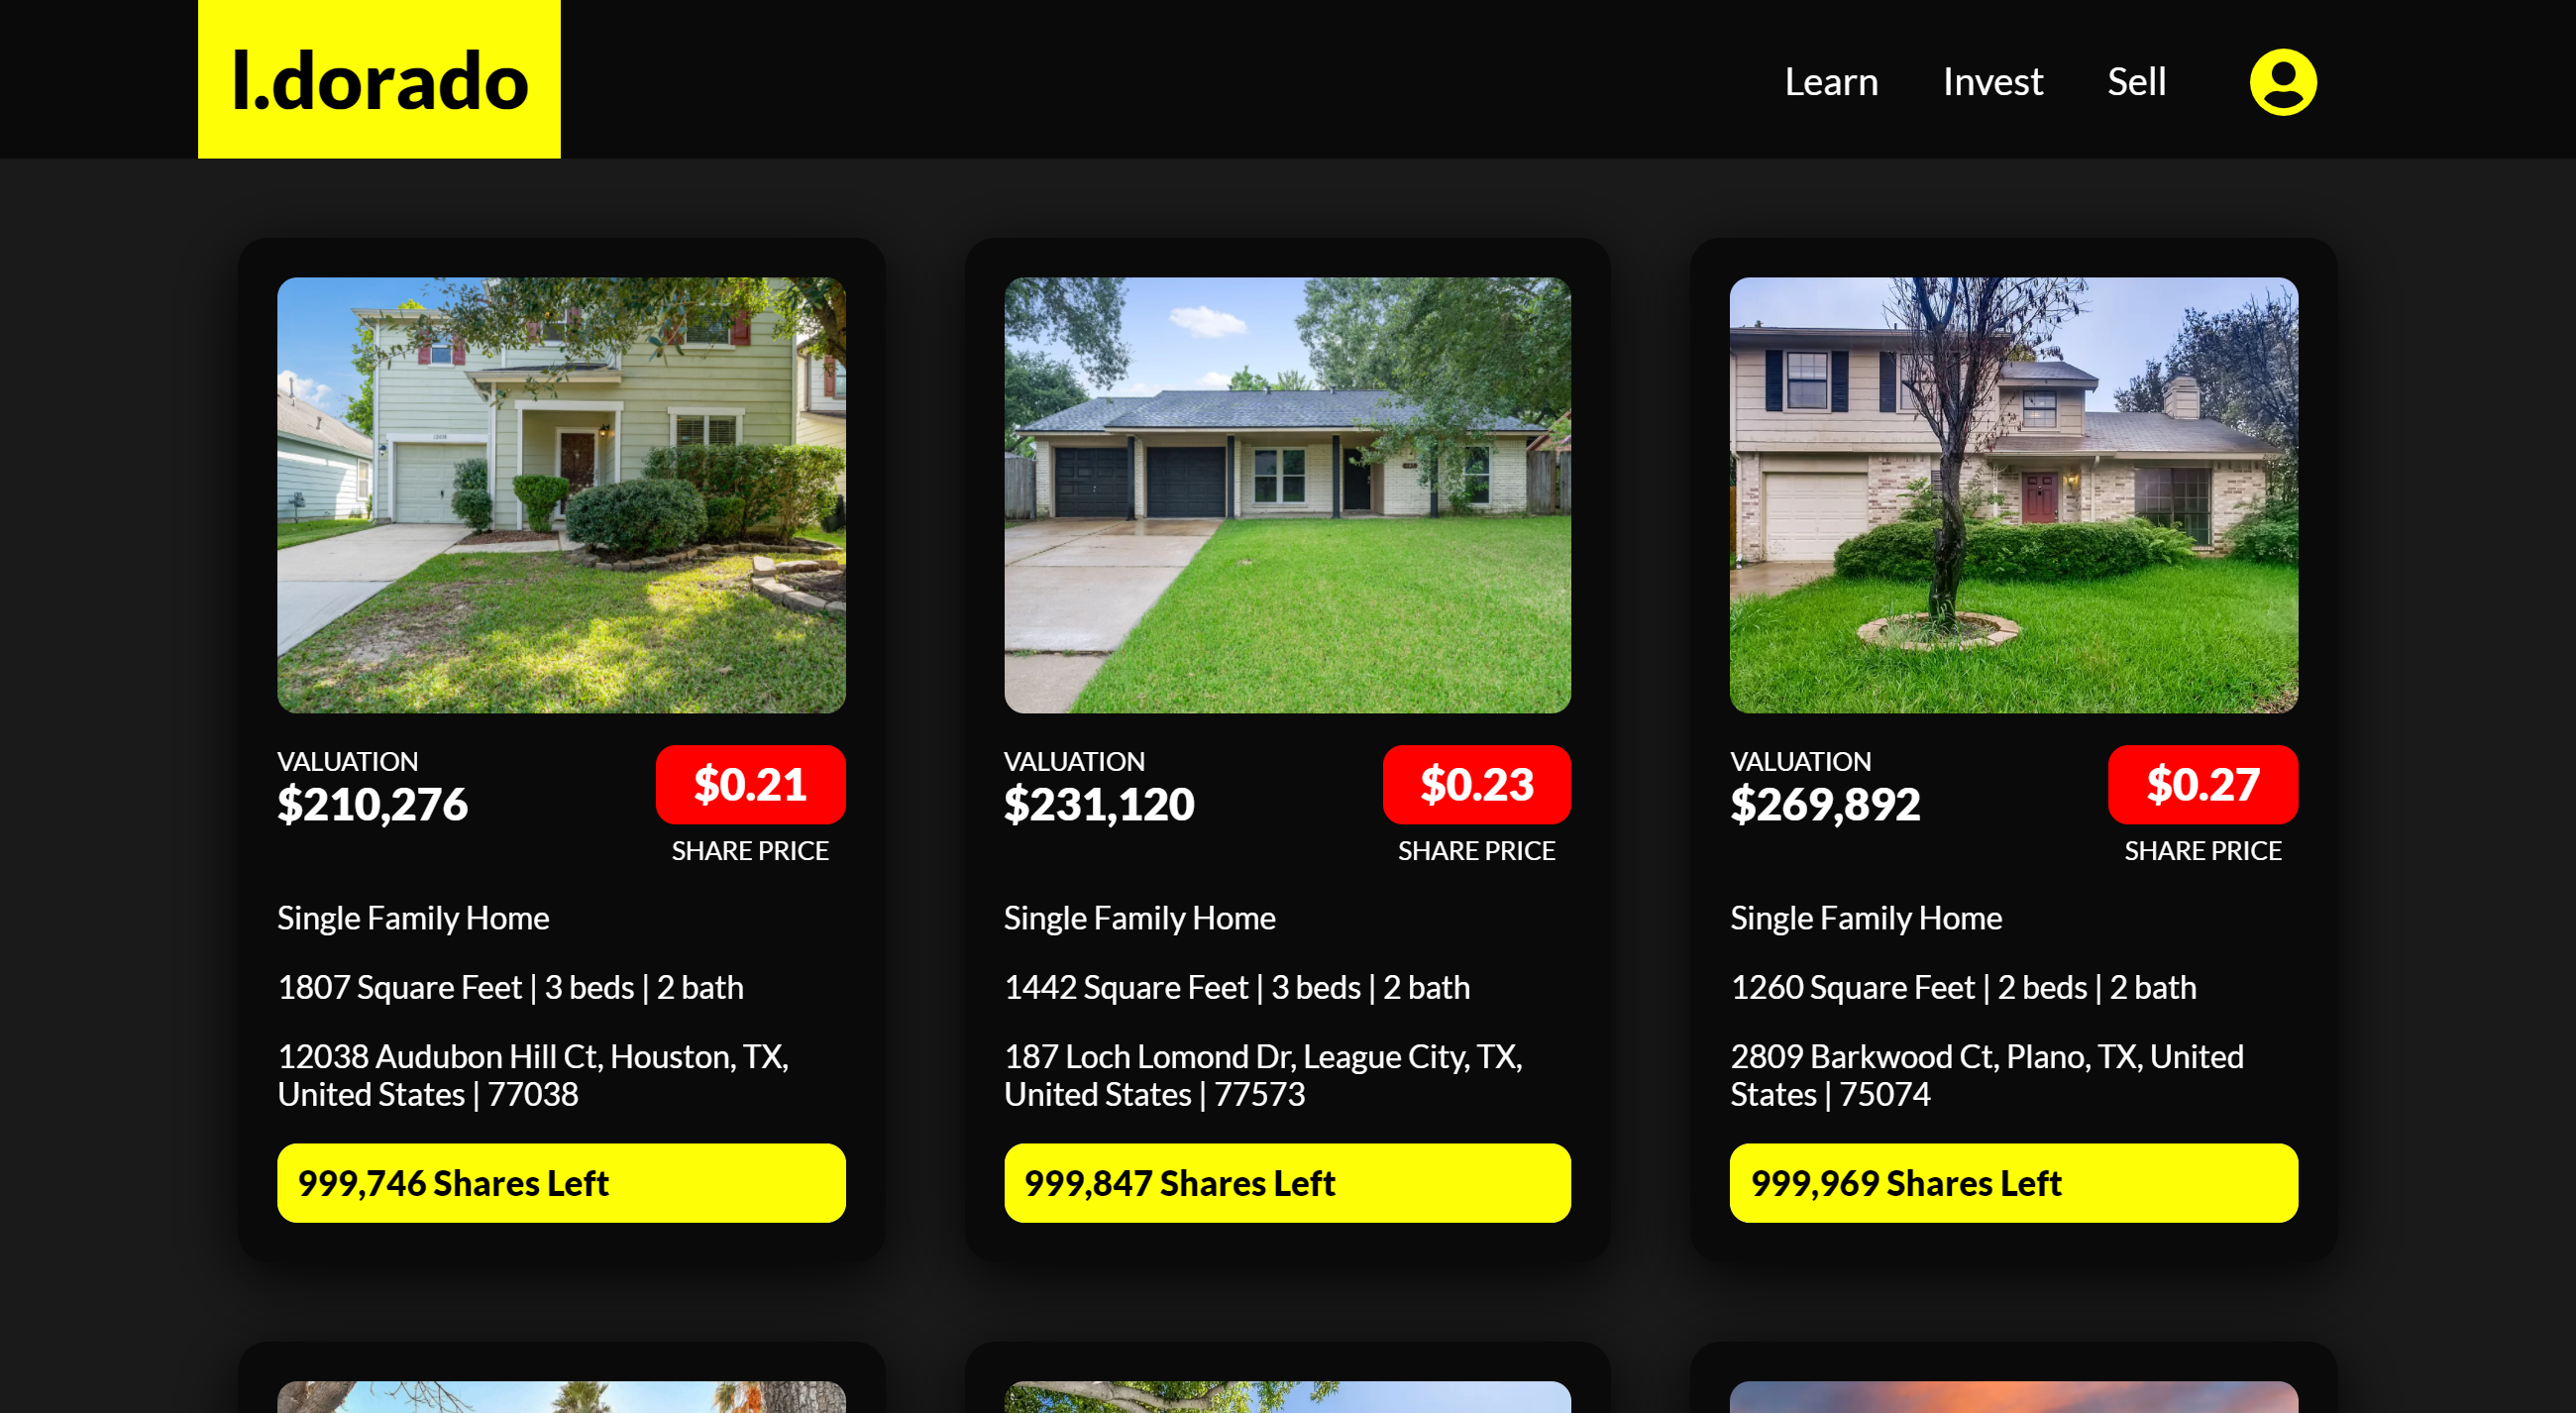 l.dorado
Learn
Invest
Sell
VALUATION
$210,276
$0.21
SHARE PRICE
Single Family Home
1807 Square Feet | 3 beds | 2 bath
12038 Audubon Hill Ct, Houston, TX,
United States | 77038
999,746 Shares Left
VALUATION
$231,120
$0.23
SHARE PRICE
Single Family Home
1442 Square Feet | 3 beds | 2 bath
187 Loch Lomond Dr, League City, TX,
United States | 77573
999,847 Shares Left
VALUATION
$269,892
$0.27
SHARE PRICE
Single Family Home
1260 Square Feet | 2 beds | 2 bath
2809 Barkwood Ct, Plano, TX, United
States | 75074
999,969 Shares Left